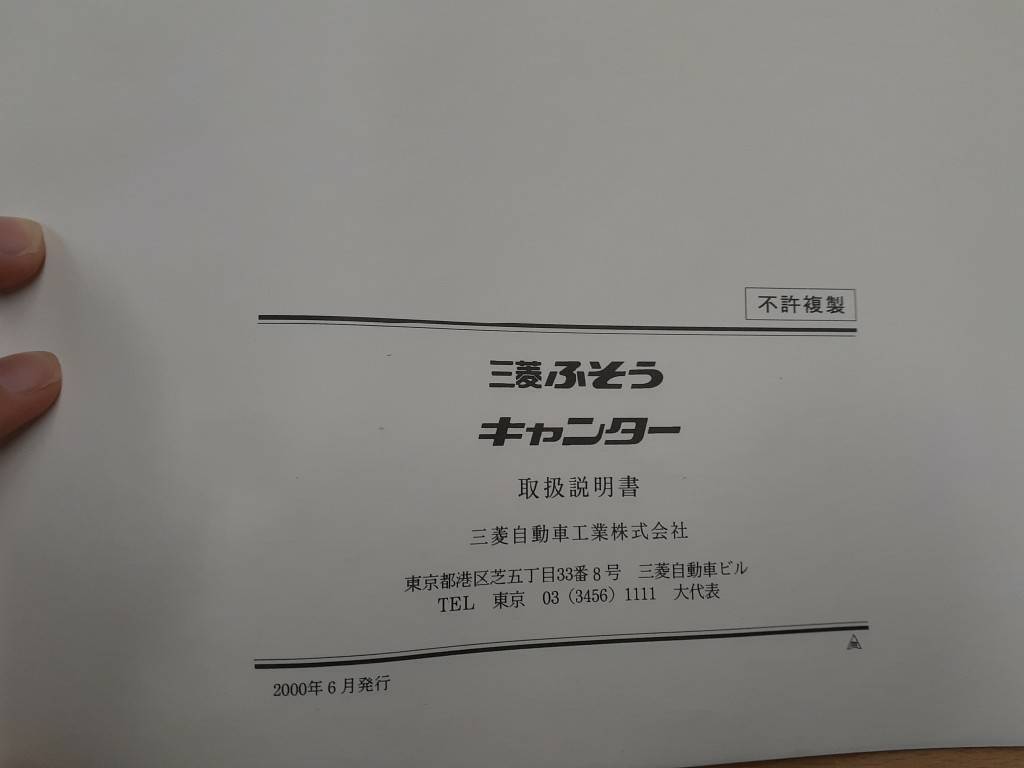 不許複製
三菱ふそう
キャンター
取扱説明書
三菱自動車工業株式会社
東京都港区芝五丁目33番8号 三菱自動車ビル
TEL 東京 03(3456)1111 大代表
2000年6月発行